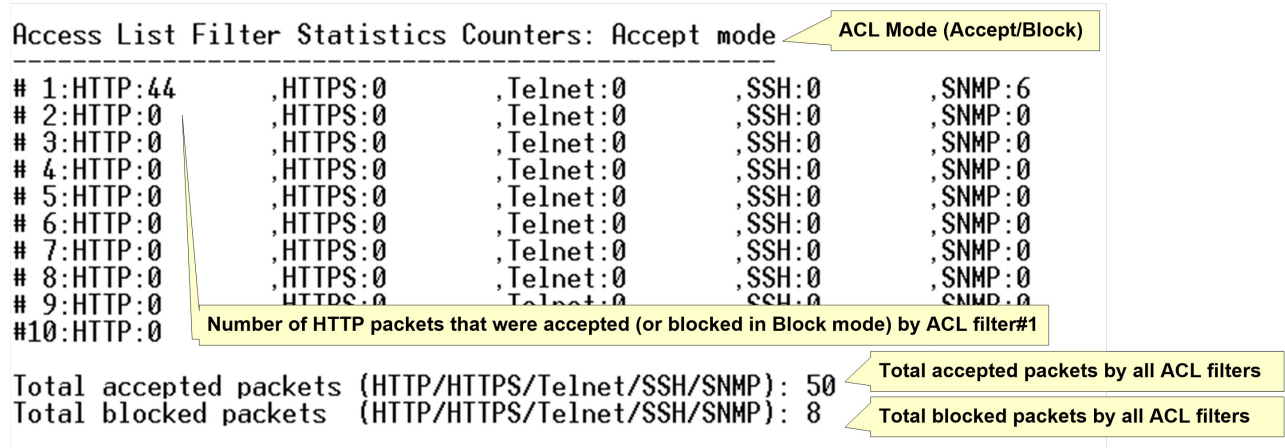 Access List Filter Statistics Counters: Accept mode
ACL Mode (Accept/Block)
----------------------------------------------------
# 1:HTTP:44 ,HTTPS:0 ,Telnet:0 ,SSH:0 ,SNMP:6
# 2:HTTP:0 ,HTTPS:0 ,Telnet:0 ,SSH:0 ,SNMP:0
# 3:HTTP:0 ,HTTPS:0 ,Telnet:0 ,SSH:0 ,SNMP:0
# 4:HTTP:0 ,HTTPS:0 ,Telnet:0 ,SSH:0 ,SNMP:0
# 5:HTTP:0 ,HTTPS:0 ,Telnet:0 ,SSH:0 ,SNMP:0
# 6:HTTP:0 ,HTTPS:0 ,Telnet:0 ,SSH:0 ,SNMP:0
# 7:HTTP:0 ,HTTPS:0 ,Telnet:0 ,SSH:0 ,SNMP:0
# 8:HTTP:0 ,HTTPS:0 ,Telnet:0 ,SSH:0 ,SNMP:0
# 9:HTTP:0 HTTPS:0 Telnet:0 SSH:0 SNMP:0
#10:HTTP:0
Number of HTTP packets that were accepted (or blocked in Block mode) by ACL filter#1
Total accepted packets (HTTP/HTTPS/Telnet/SSH/SNMP): 50
Total accepted packets by all ACL filters
Total blocked packets (HTTP/HTTPS/Telnet/SSH/SNMP): 8
Total blocked packets by all ACL filters